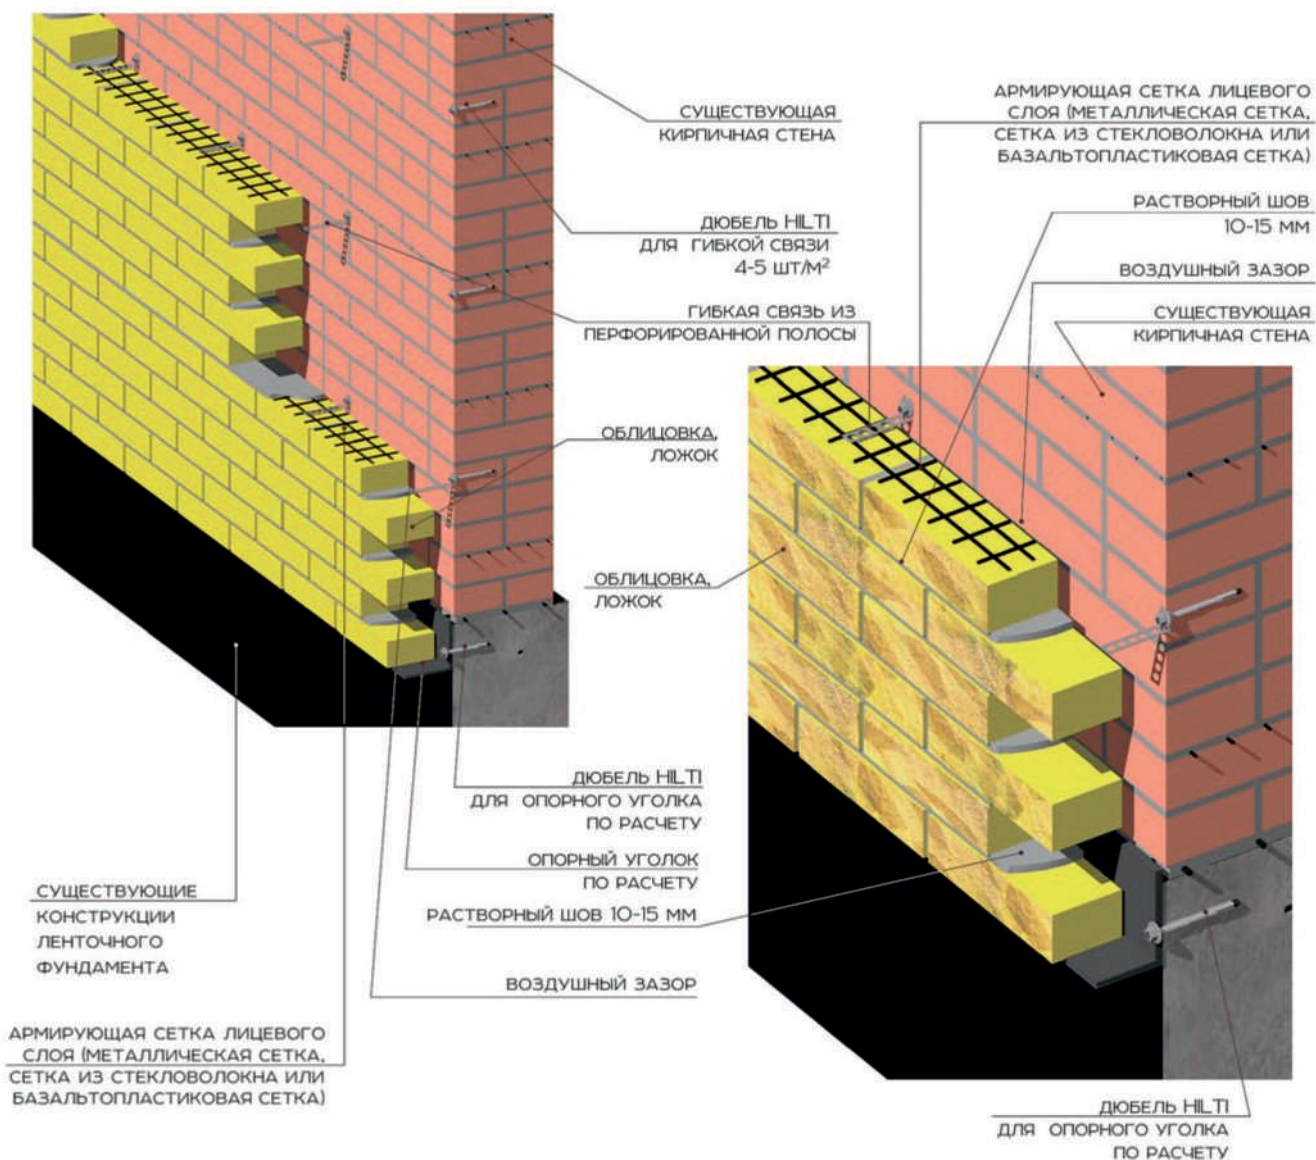 СУЩЕСТВУЮЩАЯ
КИРПИЧНАЯ СТЕНА
ДЮБЕЛЬ HILTI
ДЛЯ ГИБКОЙ СВЯЗИ
4-5 ШТ/М²
ГИБКАЯ СВЯЗЬ ИЗ
ПЕРФОРИРОВАННОЙ ПОЛОСЫ
ОБЛИЦОВКА,
ЛОЖОК
ОБЛИЦОВКА,
ЛОЖОК
ДЮБЕЛЬ HILTI
ДЛЯ ОПОРНОГО УГОЛКА
ПО РАСЧЕТУ
ОПОРНЫЙ УГОЛОК
ПО РАСЧЕТУ
РАСТВОРНЫЙ ШОВ 10-15 ММ
ВОЗДУШНЫЙ ЗАЗОР
СУЩЕСТВУЮЩИЕ
КОНСТРУКЦИИ
ЛЕНТОЧНОГО
ФУНДАМЕНТА
АРМИРУЮЩАЯ СЕТКА ЛИЦЕВОГО
СЛОЯ (МЕТАЛЛИЧЕСКАЯ СЕТКА,
СЕТКА ИЗ СТЕКЛОВОЛОКНА ИЛИ
БАЗАЛЬТОПЛАСТИКОВАЯ СЕТКА)
АРМИРУЮЩАЯ СЕТКА ЛИЦЕВОГО
СЛОЯ (МЕТАЛЛИЧЕСКАЯ СЕТКА,
СЕТКА ИЗ СТЕКЛОВОЛОКНА ИЛИ
БАЗАЛЬТОПЛАСТИКОВАЯ СЕТКА)
РАСТВОРНЫЙ ШОВ
10-15 ММ
ВОЗДУШНЫЙ ЗАЗОР
СУЩЕСТВУЮЩАЯ
КИРПИЧНАЯ СТЕНА
ДЮБЕЛЬ HILTI
ДЛЯ ОПОРНОГО УГОЛКА
ПО РАСЧЕТУ